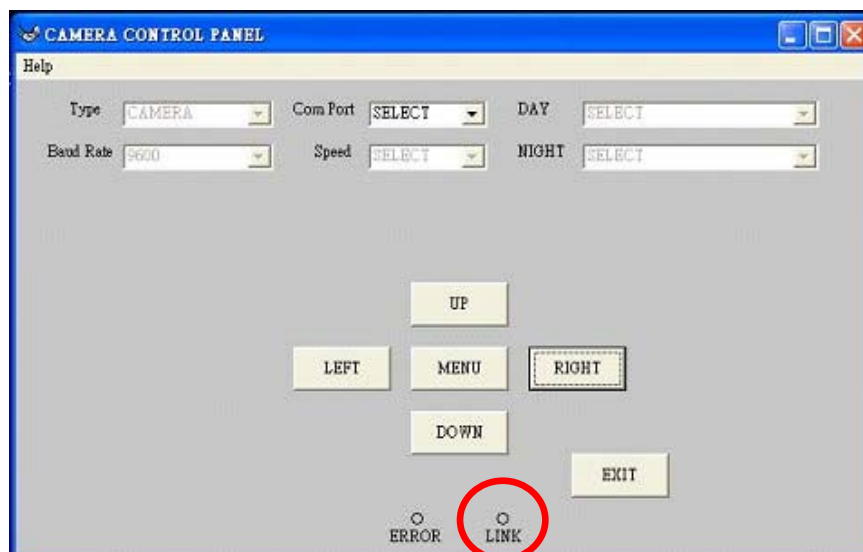 CAMERA CONTROL PANEL
Help
Type CAMERA Com Port SELECT DAY SELECT
Baud Rate 9600 Speed SELECT NIGHT SELECT
UP
LEFT MENU RIGHT
DOWN
EXIT
ERROR LINK